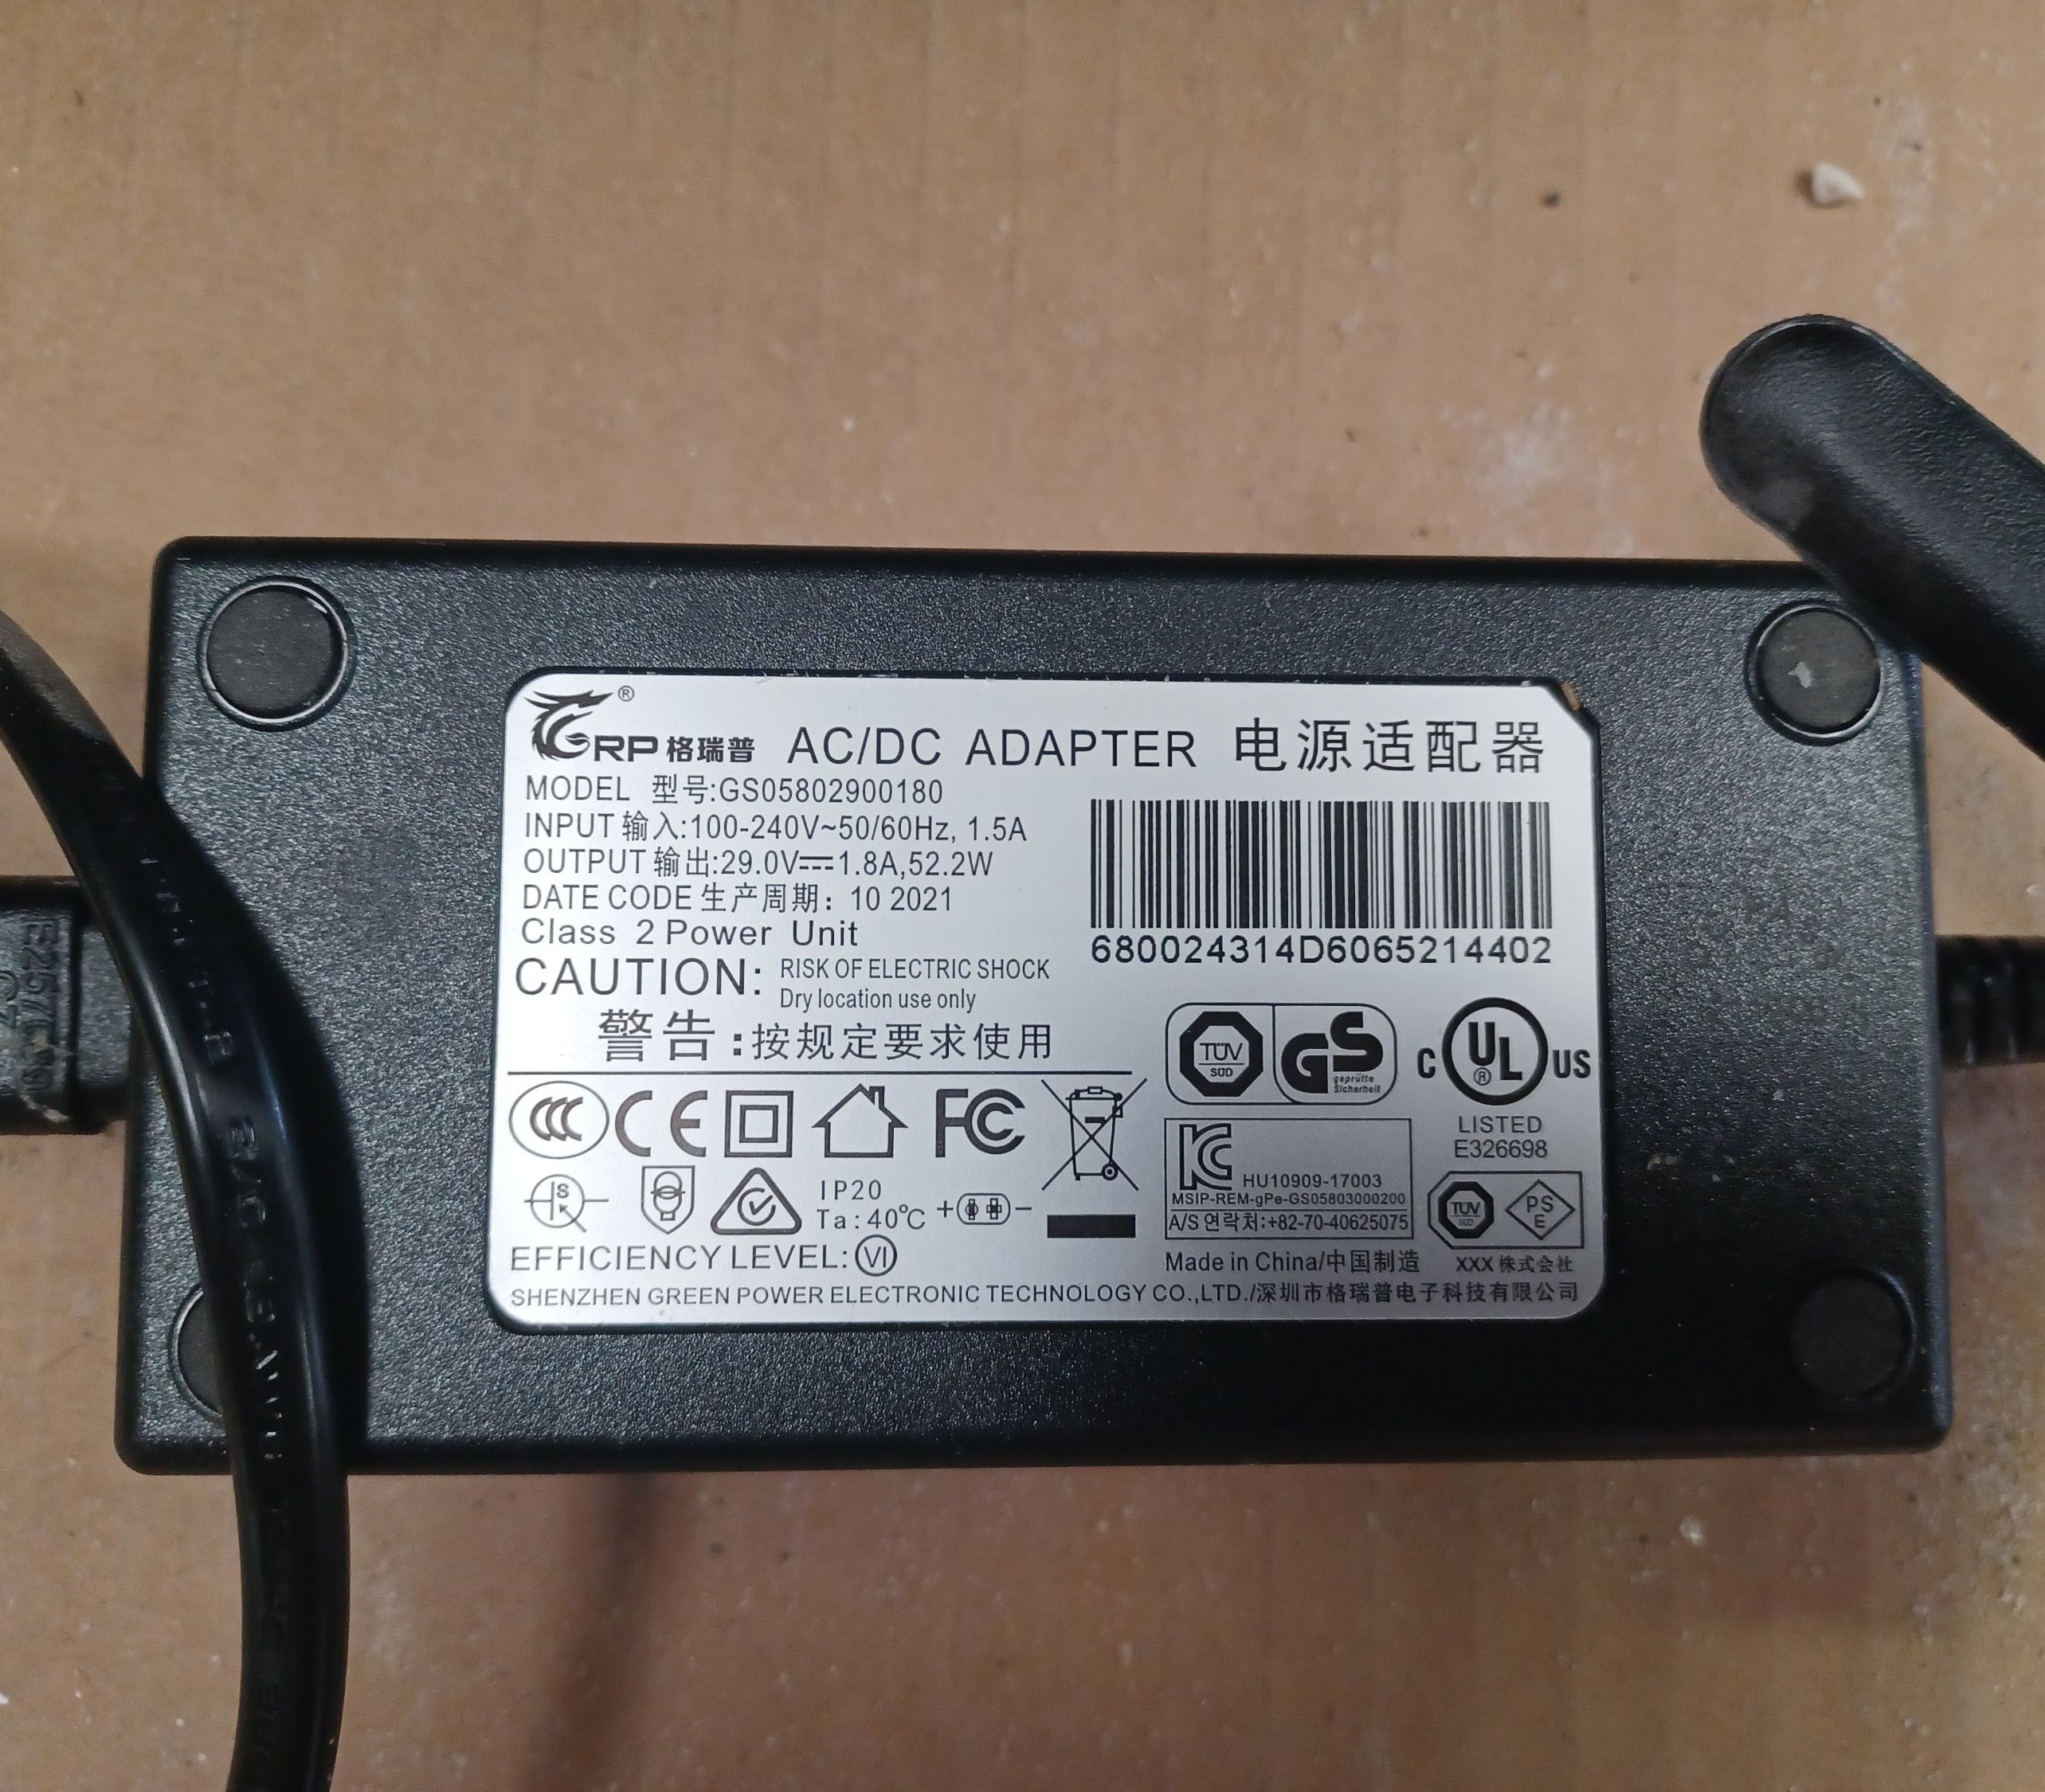 GRP® 格瑞普 AC/DC ADAPTER 电源适配器
MODEL 型号:GS05802900180
INPUT 输入:100-240V~50/60Hz, 1.5A
OUTPUT 输出:29.0V⎓1.8A,52.2W
DATE CODE 生产周期: 10 2021
Class 2 Power Unit
CAUTION: RISK OF ELECTRIC SHOCK
Dry location use only
警告:按规定要求使用
680024314D6065214402
TÜV SÜD GS geprüfte Sicherheit
C UL® US
LISTED
E326698
CCC CE FC
KC HU10909-17003
MSIP-REM-gPe-GS05803000200
A/S 연락처:+82-70-40625075
TÜV SÜD PSE
S
IP20
Ta:40℃ + -
EFFICIENCY LEVEL: VI
Made in China/中国制造 XXX 株式会社
SHENZHEN GREEN POWER ELECTRONIC TECHNOLOGY CO.,LTD./深圳市格瑞普电子科技有限公司